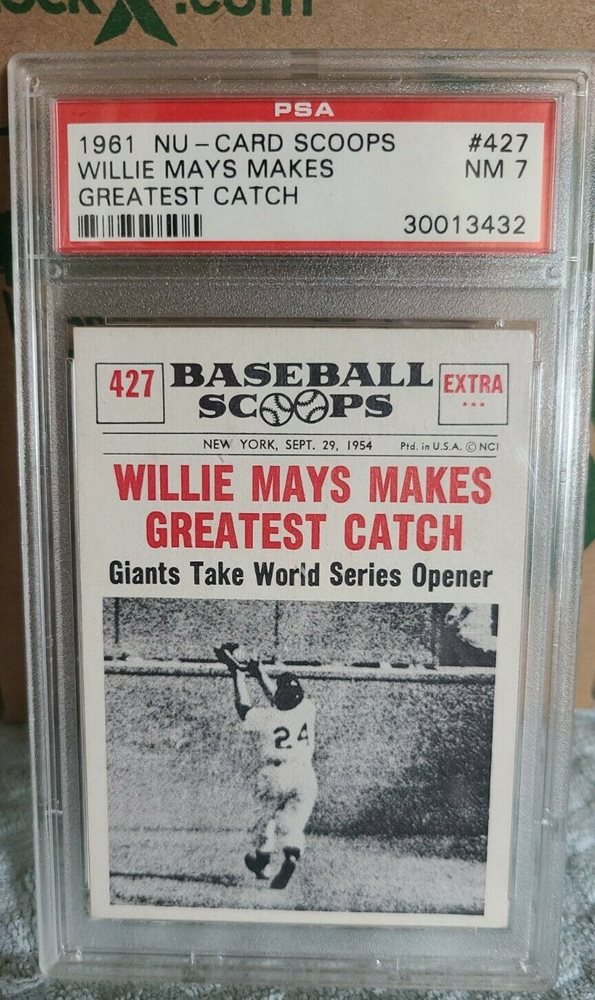 .com
PSA
1961 NU-CARD SCOOPS #427
WILLIE MAYS MAKES NM 7
GREATEST CATCH
30013432
427 BASEBALL EXTRA
SCOOPS
NEW YORK, SEPT. 29, 1954 Ptd. in U.S.A. © NCI
WILLIE MAYS MAKES
GREATEST CATCH
Giants Take World Series Opener
24